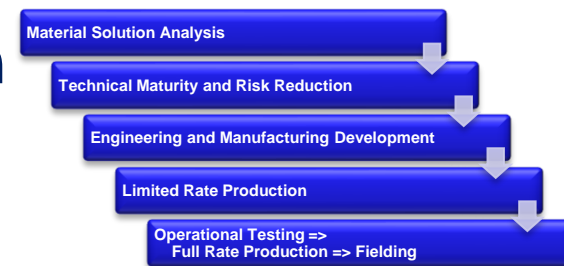 Material Solution Analysis
Technical Maturity and Risk Reduction
Engineering and Manufacturing Development
Limited Rate Production
Operational Testing =>
Full Rate Production => Fielding